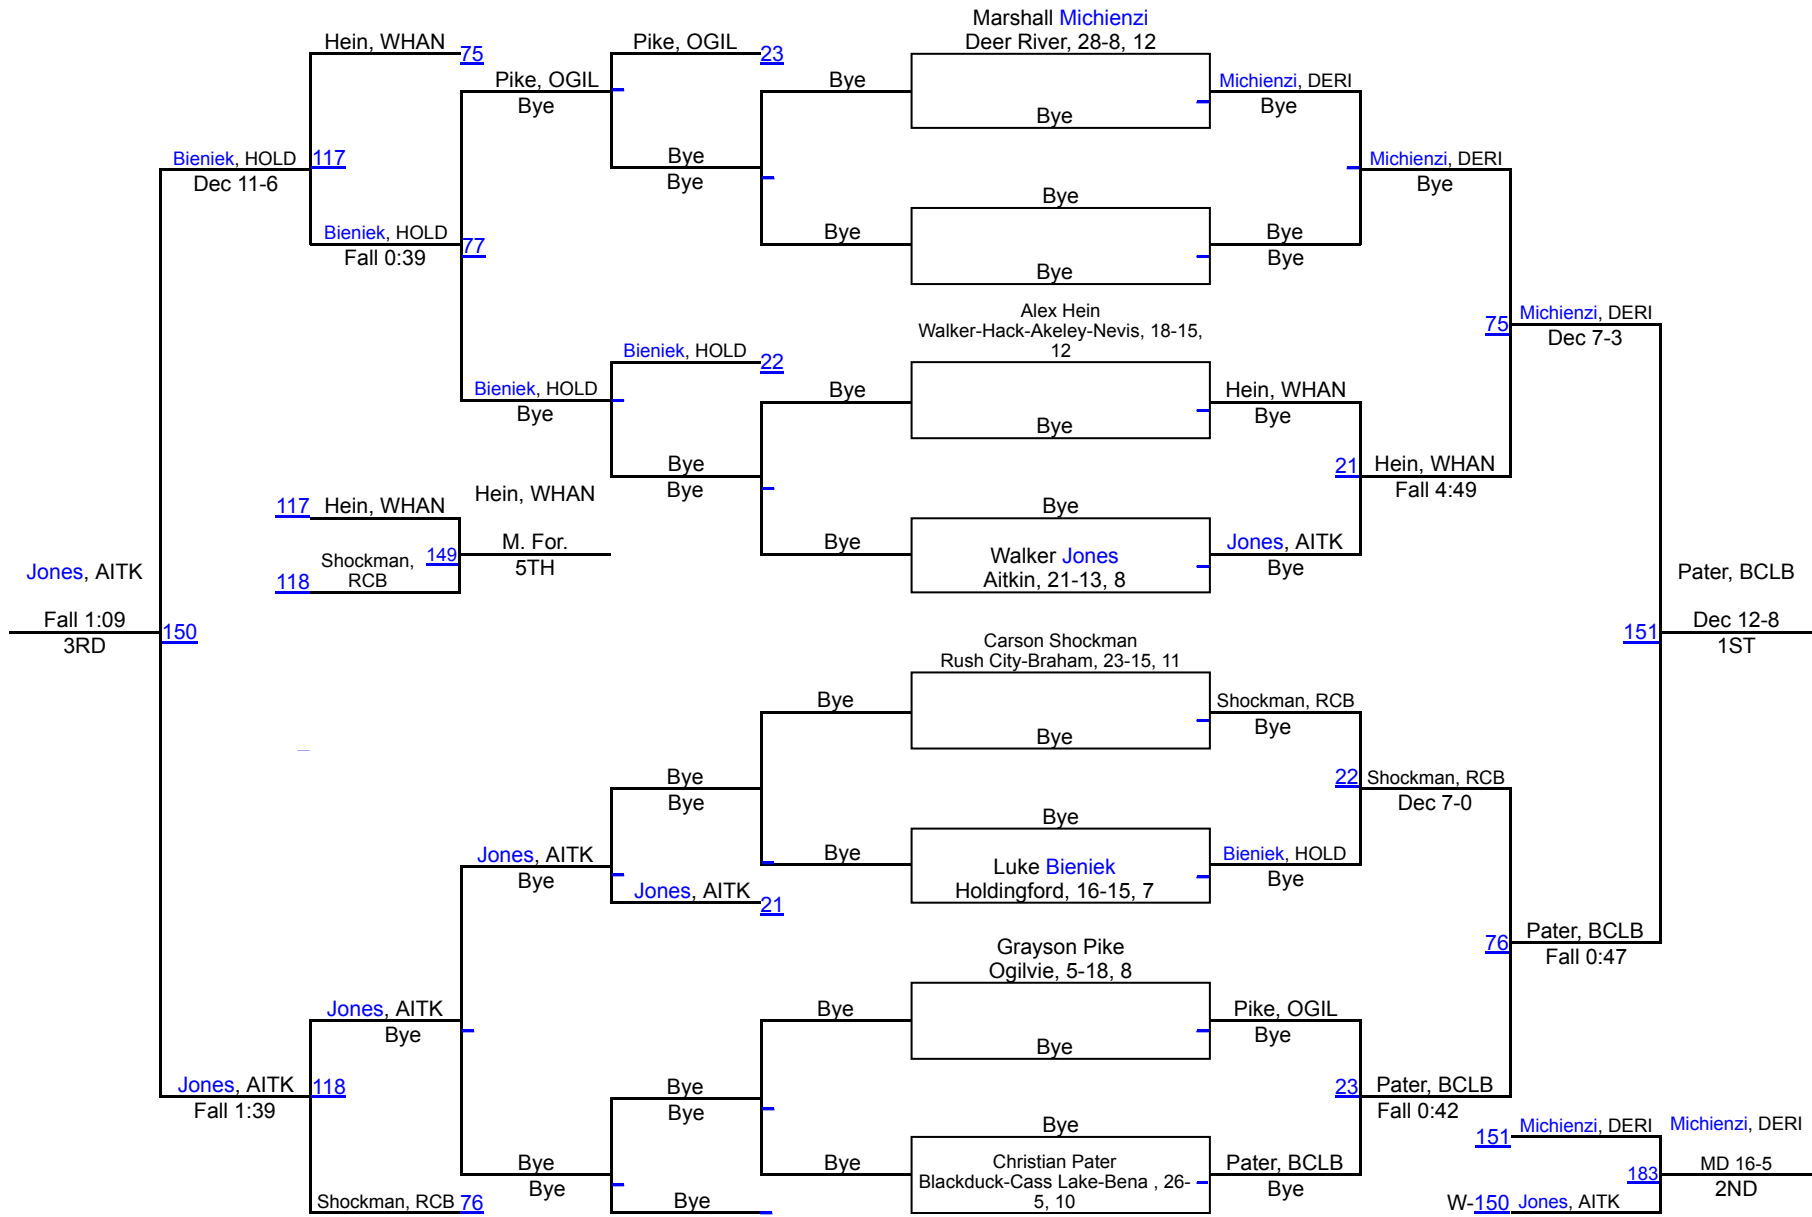 Marshall Michienzi
Deer River, 28-8, 12
Hein, WHAN
75
Pike, OGIL
23
Pike, OGIL
Bye
Bye
Bye
Michienzi, DERI
Bye
Bieniek, HOLD
Dec 11-6
117
Bye
Bye
Michienzi, DERI
Bye
Bye
Bieniek, HOLD
Fall 0:39
77
Bye
Bye
Bye
Bye
Alex Hein
Walker-Hack-Akeley-Nevis, 18-15,
12
75
Michienzi, DERI
Dec 7-3
Bieniek, HOLD
22
Bieniek, HOLD
Bye
Bye
Bye
Hein, WHAN
Bye
Bye
Bye
21
Hein, WHAN
Fall 4:49
117
Hein, WHAN
Hein, WHAN
Bye
Shockman,
RCB
118
149
M. For.
5TH
Bye
Walker Jones
Aitkin, 21-13, 8
Jones, AITK
Bye
Jones, AITK
Fall 1:09
3RD
150
Pater, BCLB
151
Dec 12-8
1ST
Carson Shockman
Rush City-Braham, 23-15, 11
Bye
Bye
Shockman, RCB
Bye
Bye
Bye
22
Shockman, RCB
Dec 7-0
Bye
Jones, AITK
Bye
Bye
Luke Bieniek
Holdingford, 16-15, 7
Bieniek, HOLD
Bye
Jones, AITK
21
76
Pater, BCLB
Fall 0:47
Grayson Pike
Ogilvie, 5-18, 8
Jones, AITK
Bye
Bye
Bye
Pike, OGIL
Bye
Jones, AITK
Fall 1:39
118
Bye
Bye
23
Pater, BCLB
Fall 0:42
Bye
Bye
Bye
Bye
Christian Pater
Blackduck-Cass Lake-Bena , 26-
5, 10
Pater, BCLB
Bye
Shockman, RCB
76
Bye
151
Michienzi, DERI
Michienzi, DERI
183
MD 16-5
2ND
W-150
Jones, AITK